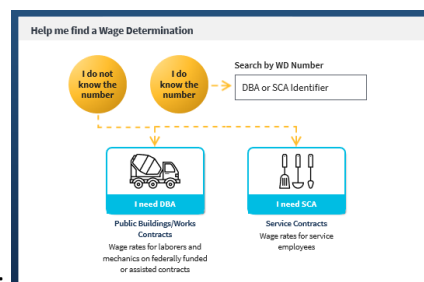 Help me find a Wage Determination
I do not
know the
number
I do
know the
number
Search by WD Number
DBA or SCA Identifier
I need DBA
Public Buildings/Works
Contracts
Wage rates for laborers and
mechanics on federally funded
or assisted contracts
I need SCA
Service Contracts
Wage rates for service
employees